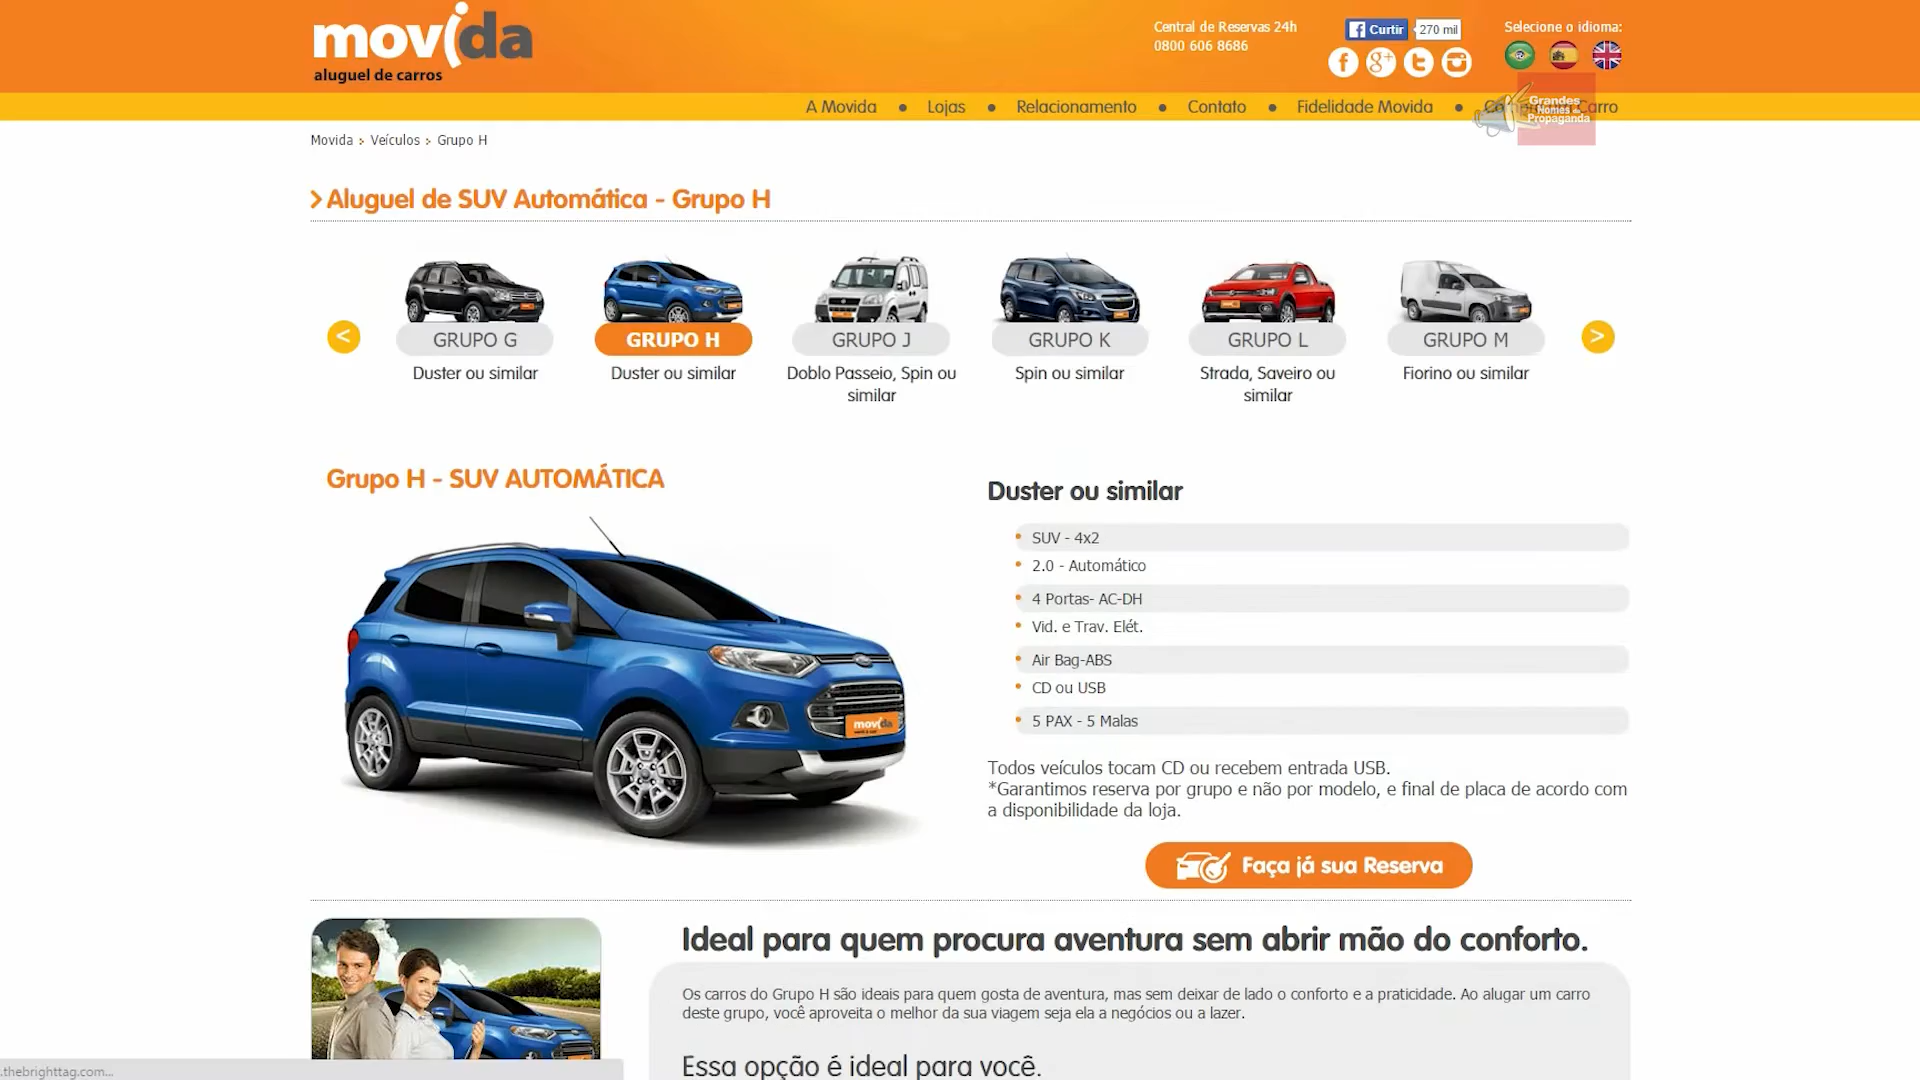 movida
aluguel de carros
Central de Reservas 24h
0800 606 8686
Curtir
270 mil
Selecione o idioma:
A Movida • Lojas • Relacionamento • Contato • Fidelidade Movida • Carro
Grandes
Nomes da
Propaganda
Movida > Veículos > Grupo H
Aluguel de SUV Automática - Grupo H
<
GRUPO G
GRUPO H
GRUPO J
GRUPO K
GRUPO L
GRUPO M
>
Duster ou similar
Duster ou similar
Doblo Passeio, Spin ou
similar
Spin ou similar
Strada, Saveiro ou
similar
Fiorino ou similar
Grupo H - SUV AUTOMÁTICA
movida
Duster ou similar
SUV - 4x2
2.0 - Automático
4 Portas- AC-DH
Vid. e Trav. Elét.
Air Bag-ABS
CD ou USB
5 PAX - 5 Malas
Todos veículos tocam CD ou recebem entrada USB.
*Garantimos reserva por grupo e não por modelo, e final de placa de acordo com
a disponibilidade da loja.
Faça já sua Reserva
Ideal para quem procura aventura sem abrir mão do conforto.
Os carros do Grupo H são ideais para quem gosta de aventura, mas sem deixar de lado o conforto e a praticidade. Ao alugar um carro
deste grupo, você aproveita o melhor da sua viagem seja ela a negócios ou a lazer.
Essa opção é ideal para você.
.thebrighttag.com...